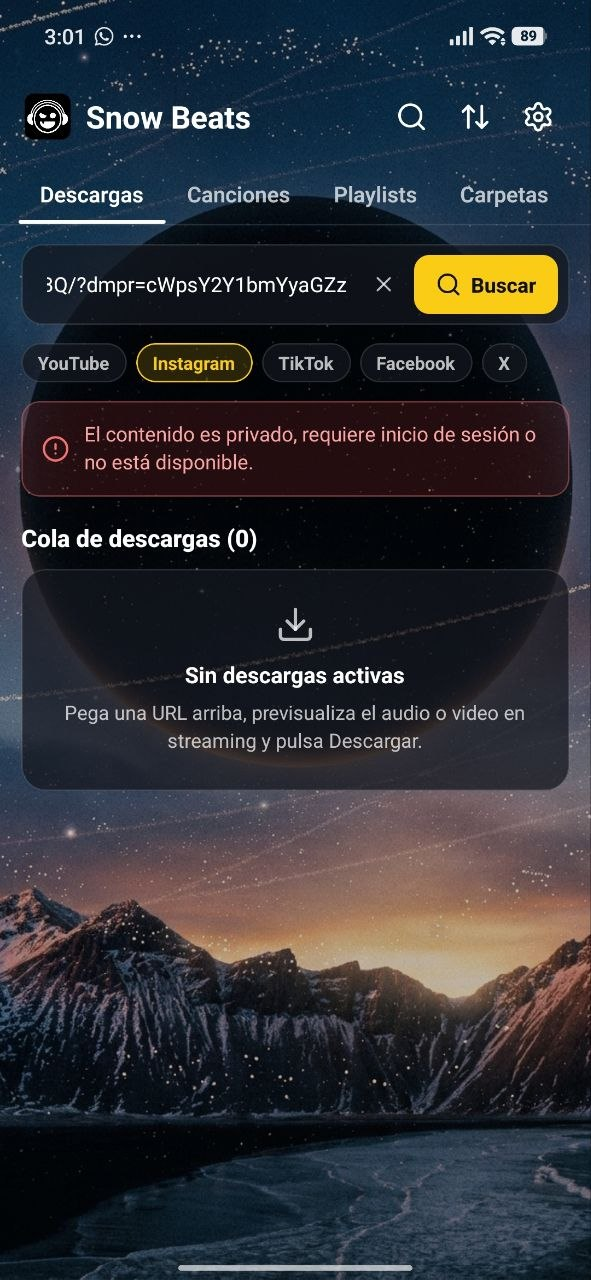 3:01
89
Snow Beats
Descargas Canciones Playlists Carpetas
3Q/?dmpr=cWpsY2Y1bmYyaGZz
Buscar
YouTube Instagram TikTok Facebook X
El contenido es privado, requiere inicio de sesión o
no está disponible.
Cola de descargas (0)
Sin descargas activas
Pega una URL arriba, previsualiza el audio o video en
streaming y pulsa Descargar.